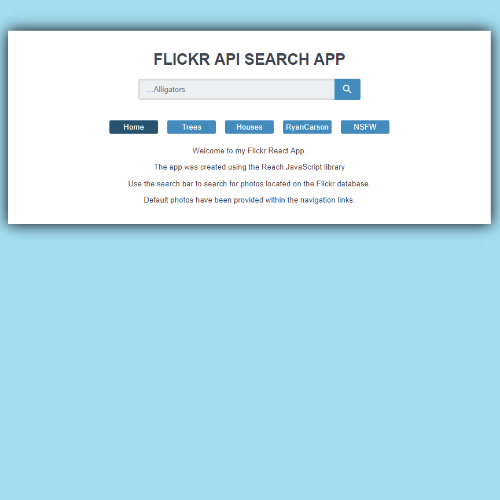 FLICKR API SEARCH APP
...Alligators
Home Trees Houses RyanCarson NSFW
Welcome to my Flickr React App
The app was created using the Reach JavaScript library
Use the search bar to search for photos located on the Flickr database.
Default photos have been provided within the navigation links.